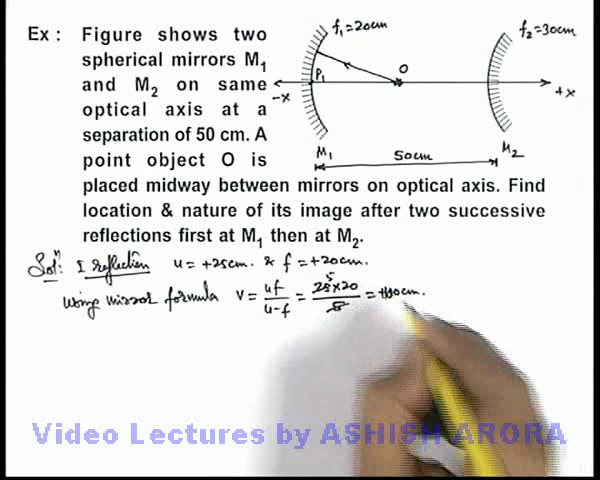 Ex : Figure shows two
spherical mirrors M₁
and M₂ on same
optical axis at a
separation of 50 cm. A
point object O is
placed midway between mirrors on optical axis. Find
location & nature of its image after two successive
reflections first at M₁ then at M₂.
f₁=20cm
f₂=30cm
P₁
O
-x
+x
M₁
M₂
50cm
Solⁿ: I reflection u = +25cm. & f = +20cm.
using mirror formula v = uf/u-f = 25×20/5 = +100cm.
5
Video Lectures by ASHISH ARORA